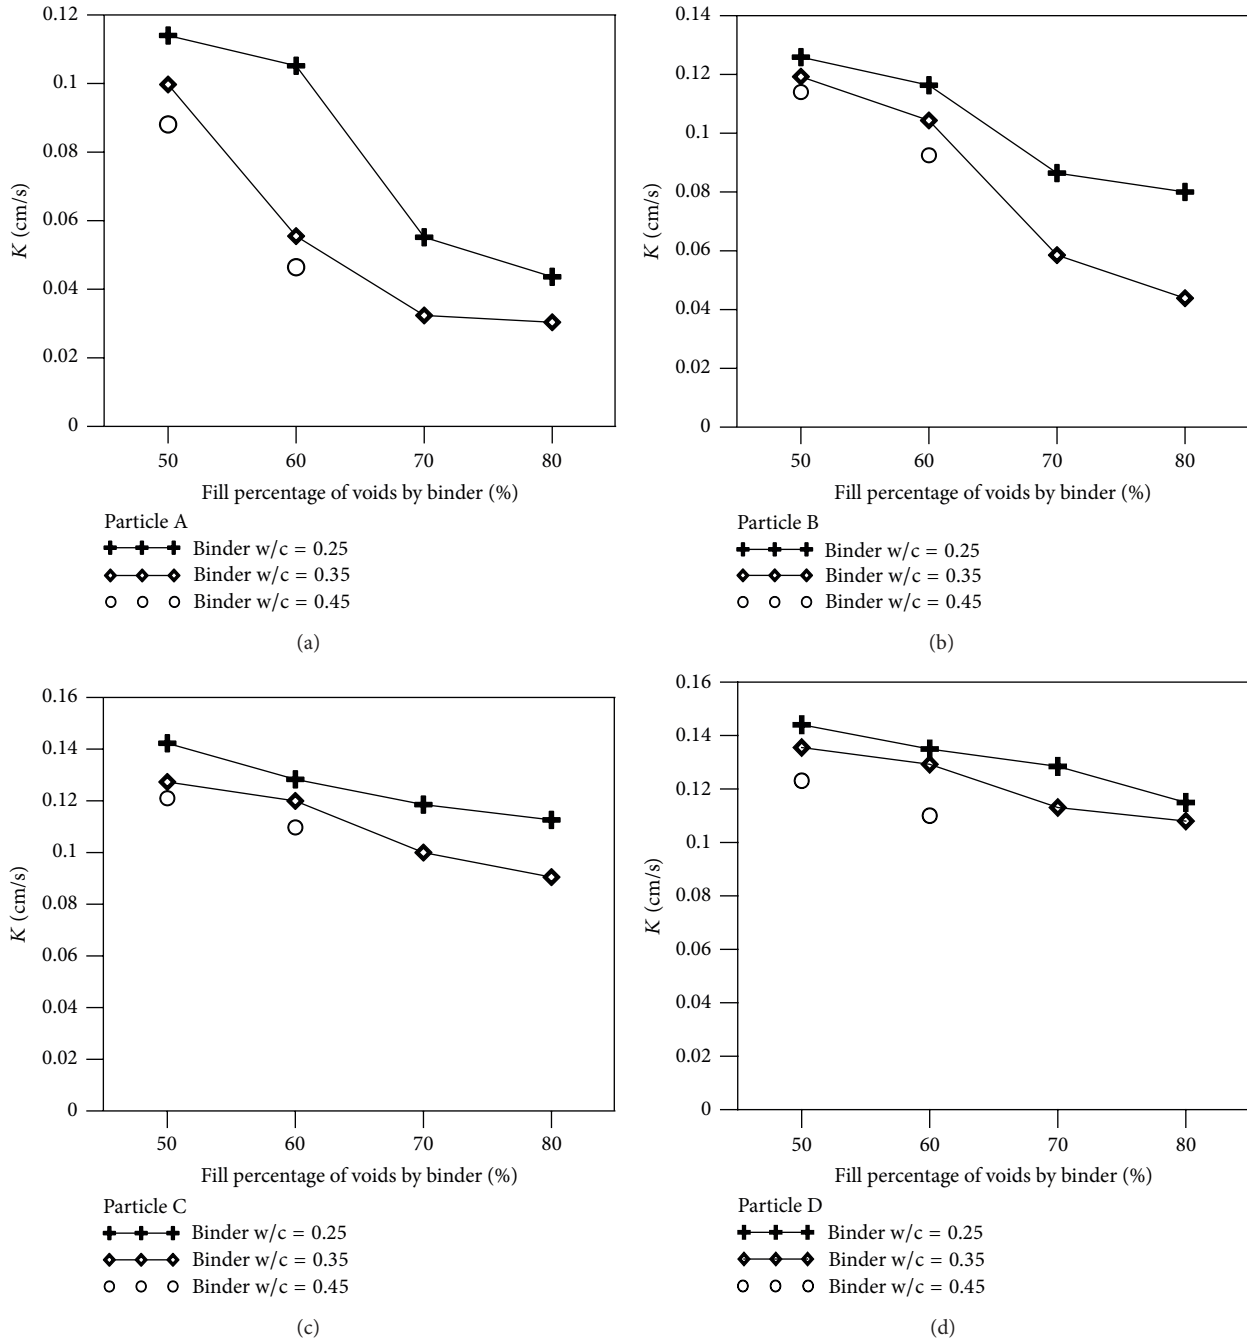 0.12
0.1
0.08
0.06
0.04
0.02
0
K (cm/s)
50 60 70 80
Fill percentage of voids by binder (%)
Particle A
Binder w/c = 0.25
Binder w/c = 0.35
Binder w/c = 0.45
(a)
0.14
0.12
0.1
0.08
0.06
0.04
0.02
0
K (cm/s)
50 60 70 80
Fill percentage of voids by binder (%)
Particle B
Binder w/c = 0.25
Binder w/c = 0.35
Binder w/c = 0.45
(b)
0.16
0.14
0.12
0.1
0.08
0.06
0.04
0.02
0
K (cm/s)
50 60 70 80
Fill percentage of voids by binder (%)
Particle C
Binder w/c = 0.25
Binder w/c = 0.35
Binder w/c = 0.45
(c)
0.16
0.14
0.12
0.1
0.08
0.06
0.04
0.02
0
K (cm/s)
50 60 70 80
Fill percentage of voids by binder (%)
Particle D
Binder w/c = 0.25
Binder w/c = 0.35
Binder w/c = 0.45
(d)